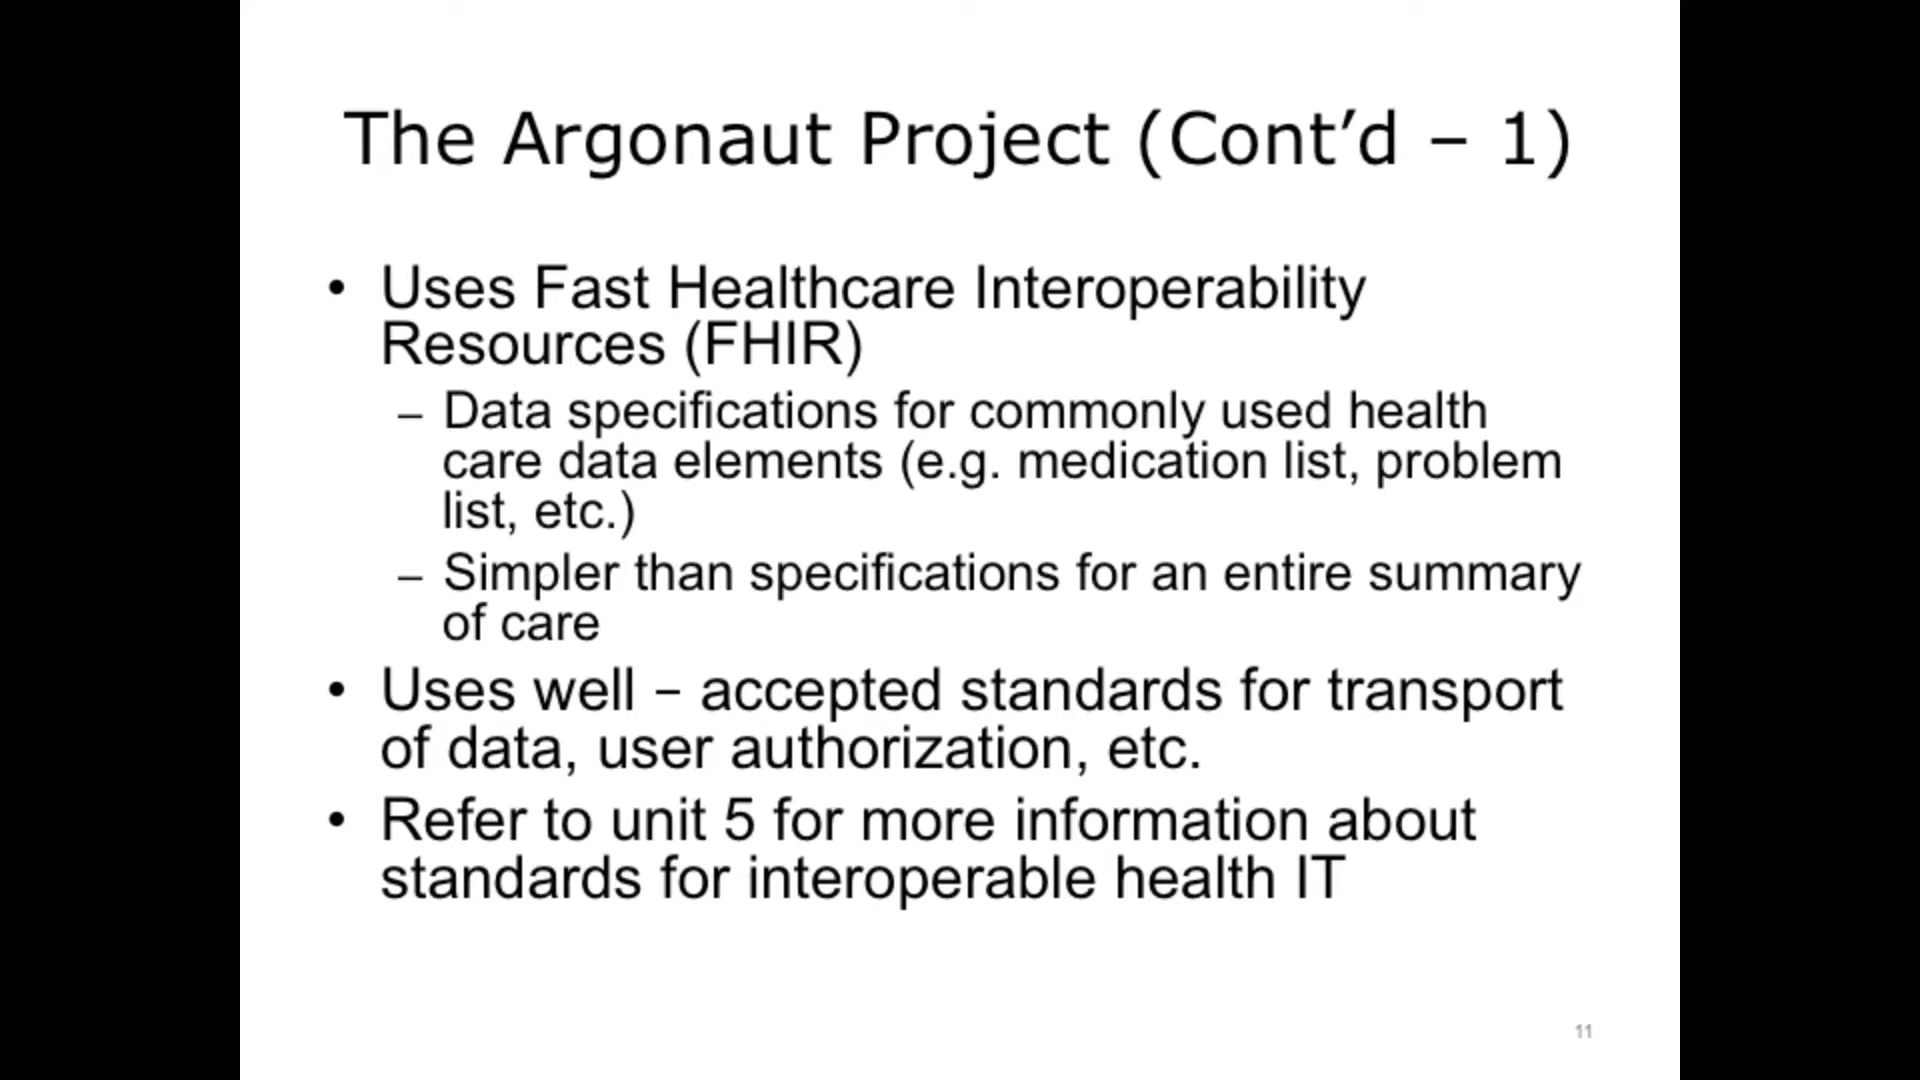 The Argonaut Project (Cont’d – 1)
• Uses Fast Healthcare Interoperability
Resources (FHIR)
– Data specifications for commonly used health
care data elements (e.g. medication list, problem
list, etc.)
– Simpler than specifications for an entire summary
of care
• Uses well – accepted standards for transport
of data, user authorization, etc.
• Refer to unit 5 for more information about
standards for interoperable health IT
11